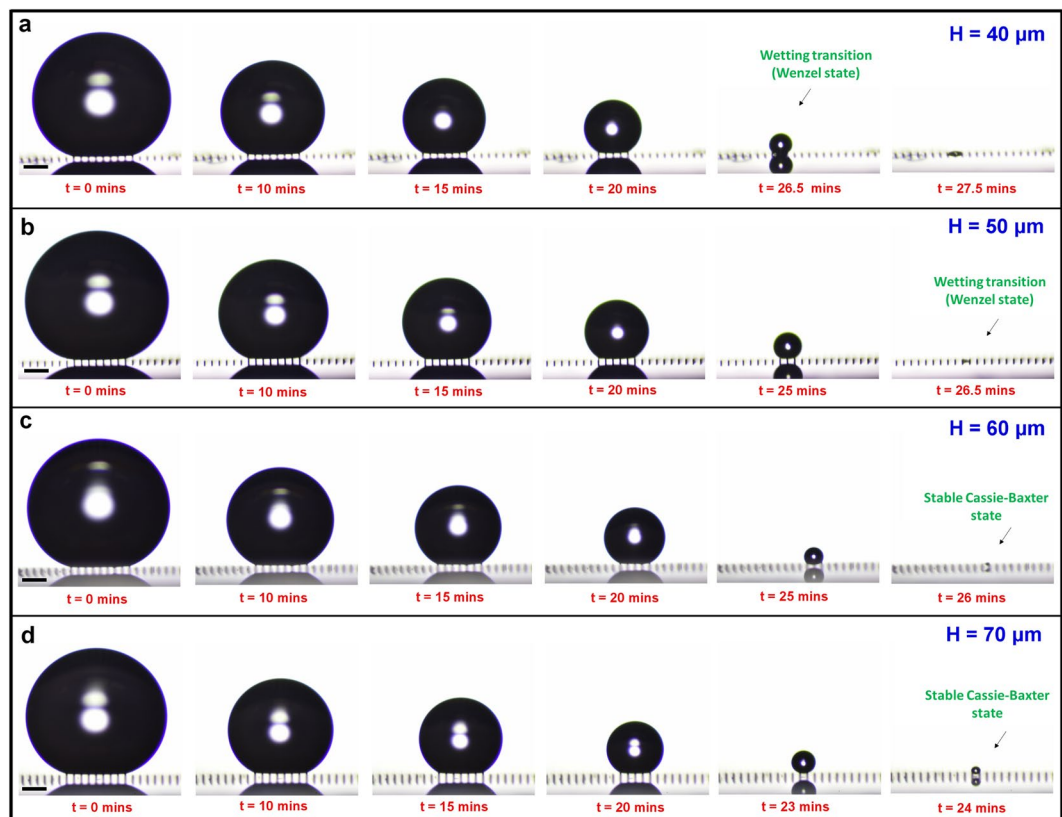 a
H = 40 µm
Wetting transition
(Wenzel state)
t = 0 mins
t = 10 mins
t = 15 mins
t = 20 mins
t = 26.5 mins
t = 27.5 mins
b
H = 50 µm
Wetting transition
(Wenzel state)
t = 0 mins
t = 10 mins
t = 15 mins
t = 20 mins
t = 25 mins
t = 26.5 mins
c
H = 60 µm
Stable Cassie-Baxter
state
t = 0 mins
t = 10 mins
t = 15 mins
t = 20 mins
t = 25 mins
t = 26 mins
d
H = 70 µm
Stable Cassie-Baxter
state
t = 0 mins
t = 10 mins
t = 15 mins
t = 20 mins
t = 23 mins
t = 24 mins